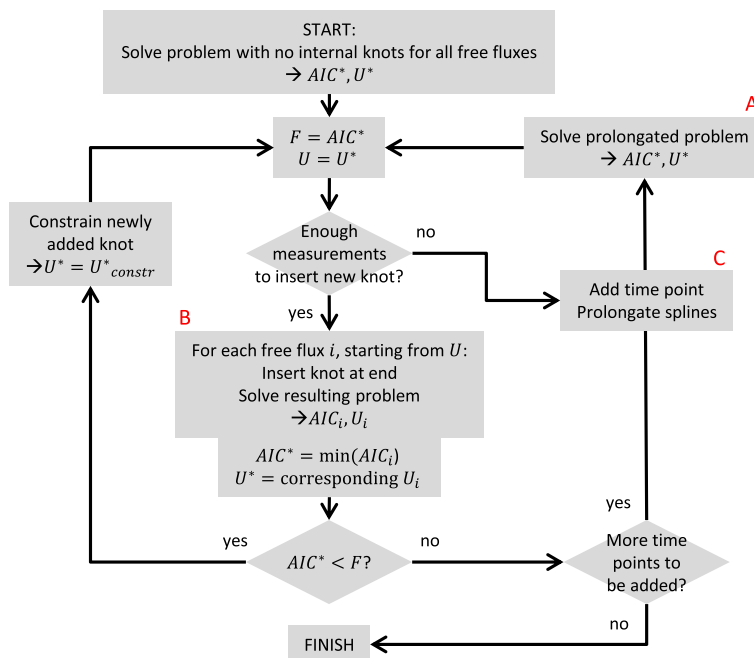 START:
Solve problem with no internal knots for all free fluxes
→ AIC*, U*
A
F = AIC*
U = U*
Solve prolongated problem
→ AIC*, U*
Constrain newly
added knot
→U* = U*constr
Enough
measurements
to insert new knot?
no
C
Add time point
Prolongate splines
yes
B
For each free flux i, starting from U:
Insert knot at end
Solve resulting problem
→AICi, Ui
AIC* = min(AICi)
U* = corresponding Ui
yes
AIC* < F?
no
yes
More time
points to
be added?
no
FINISH